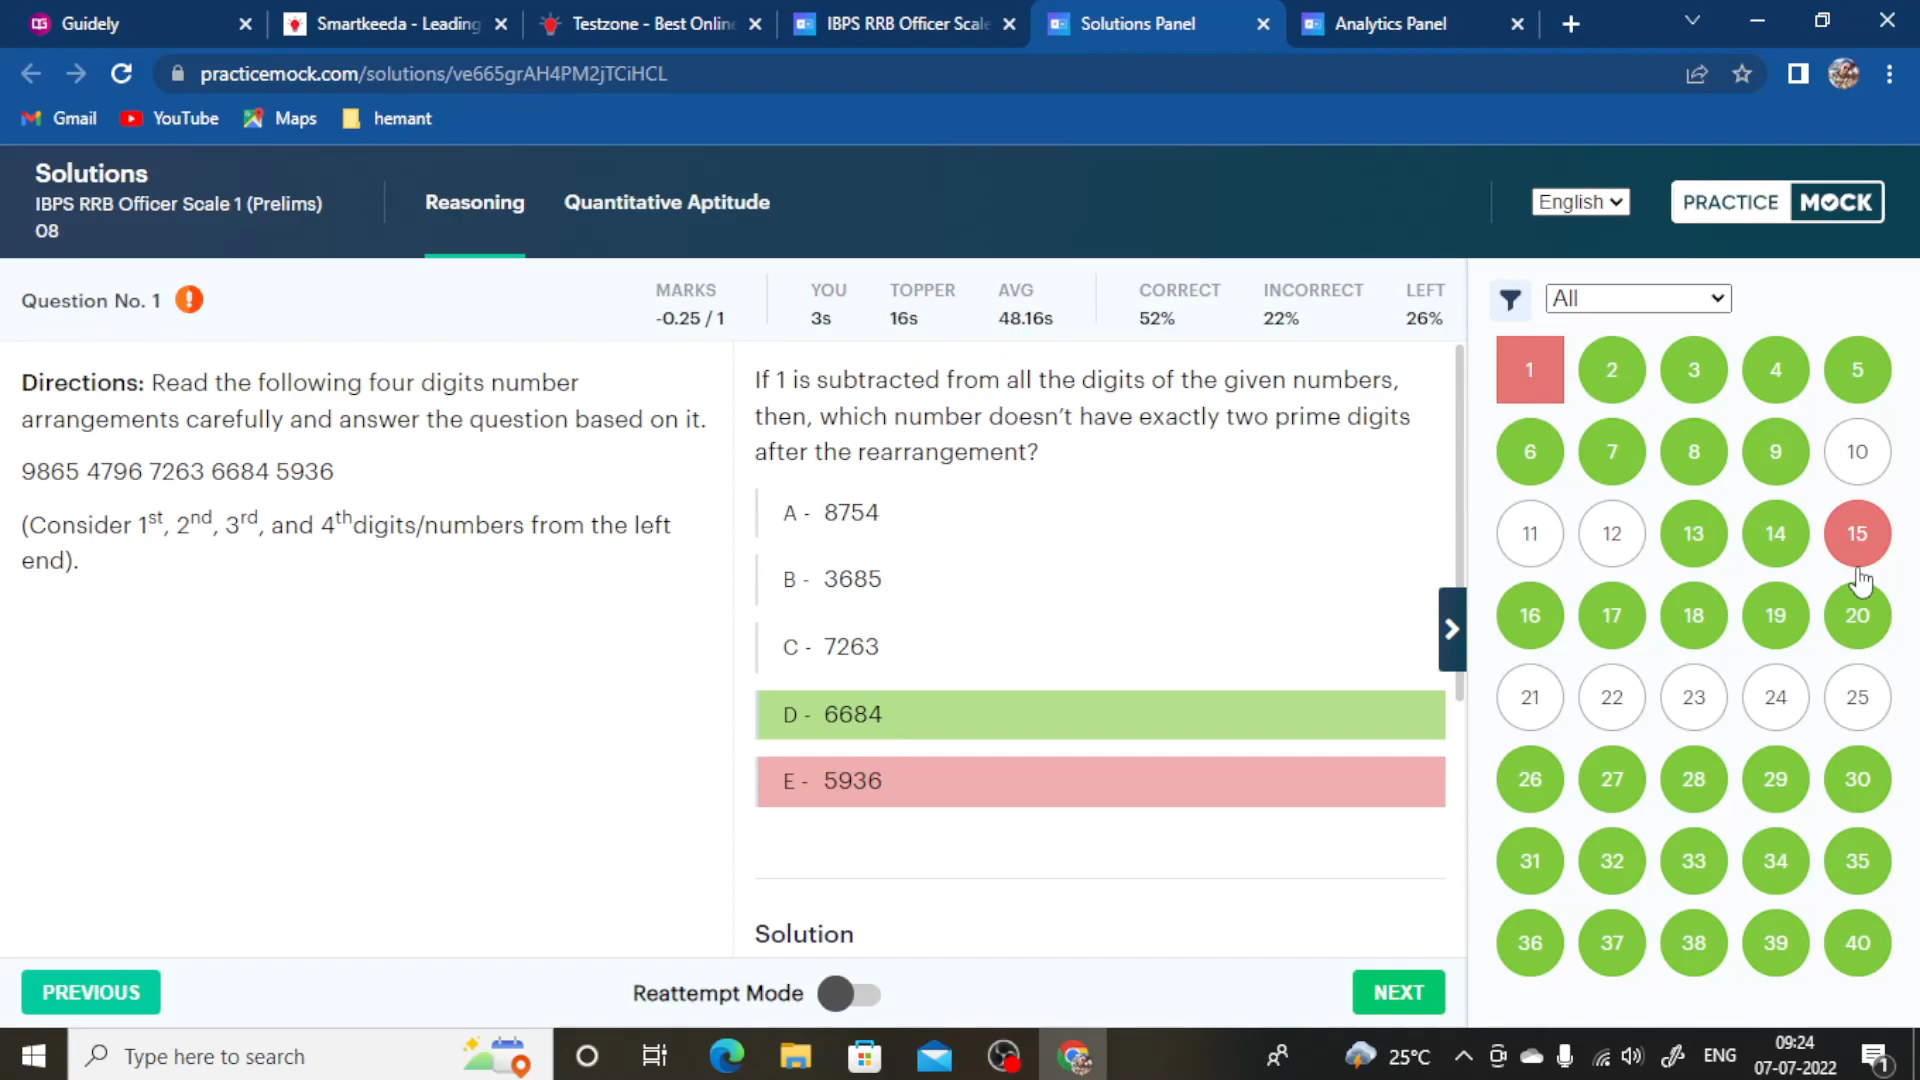 Guidely
Smartkeeda - Leading
Testzone - Best Online
IBPS RRB Officer Scale
Solutions Panel
Analytics Panel
practicemock.com/solutions/ve665grAH4PM2jTCiHCL
Gmail
YouTube
Maps
hemant
Solutions
IBPS RRB Officer Scale 1 (Prelims)
08
Reasoning
Quantitative Aptitude
English
PRACTICE MOCK
Question No. 1
MARKS
-0.25 / 1
YOU
3s
TOPPER
16s
AVG
48.16s
CORRECT
52%
INCORRECT
22%
LEFT
26%
Directions: Read the following four digits number
arrangements carefully and answer the question based on it.
9865 4796 7263 6684 5936
(Consider 1st, 2nd, 3rd, and 4thdigits/numbers from the left
end).
If 1 is subtracted from all the digits of the given numbers,
then, which number doesn’t have exactly two prime digits
after the rearrangement?
A - 8754
B - 3685
C - 7263
D - 6684
E - 5936
Solution
All
1 2 3 4 5
6 7 8 9 10
11 12 13 14 15
16 17 18 19 20
21 22 23 24 25
26 27 28 29 30
31 32 33 34 35
36 37 38 39 40
PREVIOUS
Reattempt Mode
NEXT
Type here to search
25°C
ENG
09:24
07-07-2022
1